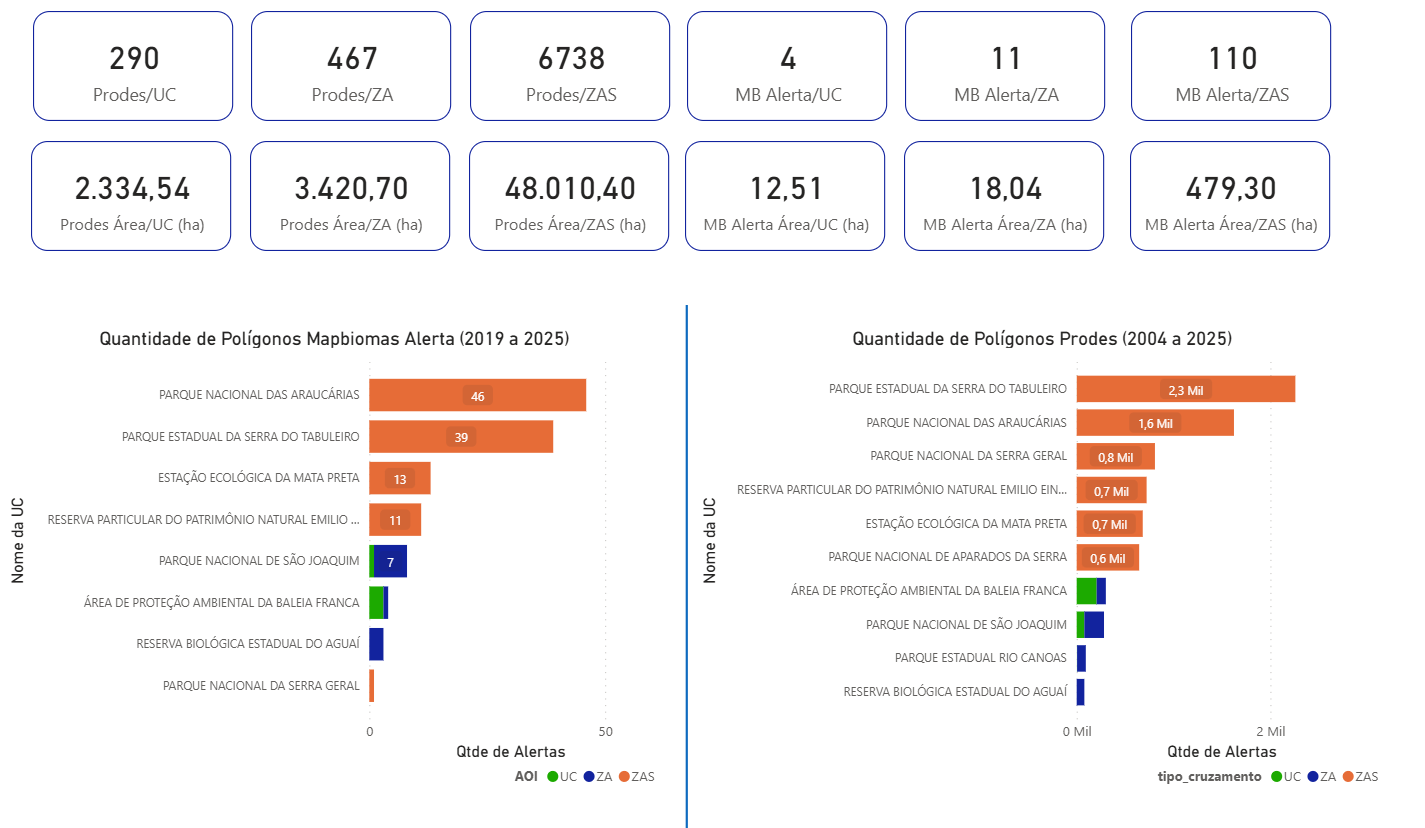 290
Prodes/UC
467
Prodes/ZA
6738
Prodes/ZAS
4
MB Alerta/UC
11
MB Alerta/ZA
110
MB Alerta/ZAS
2.334,54
Prodes Área/UC (ha)
3.420,70
Prodes Área/ZA (ha)
48.010,40
Prodes Área/ZAS (ha)
12,51
MB Alerta Área/UC (ha)
18,04
MB Alerta Área/ZA (ha)
479,30
MB Alerta Área/ZAS (ha)
Quantidade de Polígonos Mapbiomas Alerta (2019 a 2025)
Nome da UC
PARQUE NACIONAL DAS ARAUCÁRIAS 46
PARQUE ESTADUAL DA SERRA DO TABULEIRO 39
ESTAÇÃO ECOLÓGICA DA MATA PRETA 13
RESERVA PARTICULAR DO PATRIMÔNIO NATURAL EMILIO ... 11
PARQUE NACIONAL DE SÃO JOAQUIM 7
ÁREA DE PROTEÇÃO AMBIENTAL DA BALEIA FRANCA
RESERVA BIOLÓGICA ESTADUAL DO AGUAÍ
PARQUE NACIONAL DA SERRA GERAL
0 50
Qtde de Alertas
AOI UC ZA ZAS
Quantidade de Polígonos Prodes (2004 a 2025)
Nome da UC
PARQUE ESTADUAL DA SERRA DO TABULEIRO 2,3 Mil
PARQUE NACIONAL DAS ARAUCÁRIAS 1,6 Mil
PARQUE NACIONAL DA SERRA GERAL 0,8 Mil
RESERVA PARTICULAR DO PATRIMÔNIO NATURAL EMILIO EIN... 0,7 Mil
ESTAÇÃO ECOLÓGICA DA MATA PRETA 0,7 Mil
PARQUE NACIONAL DE APARADOS DA SERRA 0,6 Mil
ÁREA DE PROTEÇÃO AMBIENTAL DA BALEIA FRANCA
PARQUE NACIONAL DE SÃO JOAQUIM
PARQUE ESTADUAL RIO CANOAS
RESERVA BIOLÓGICA ESTADUAL DO AGUAÍ
0 Mil 2 Mil
Qtde de Alertas
tipo_cruzamento UC ZA ZAS